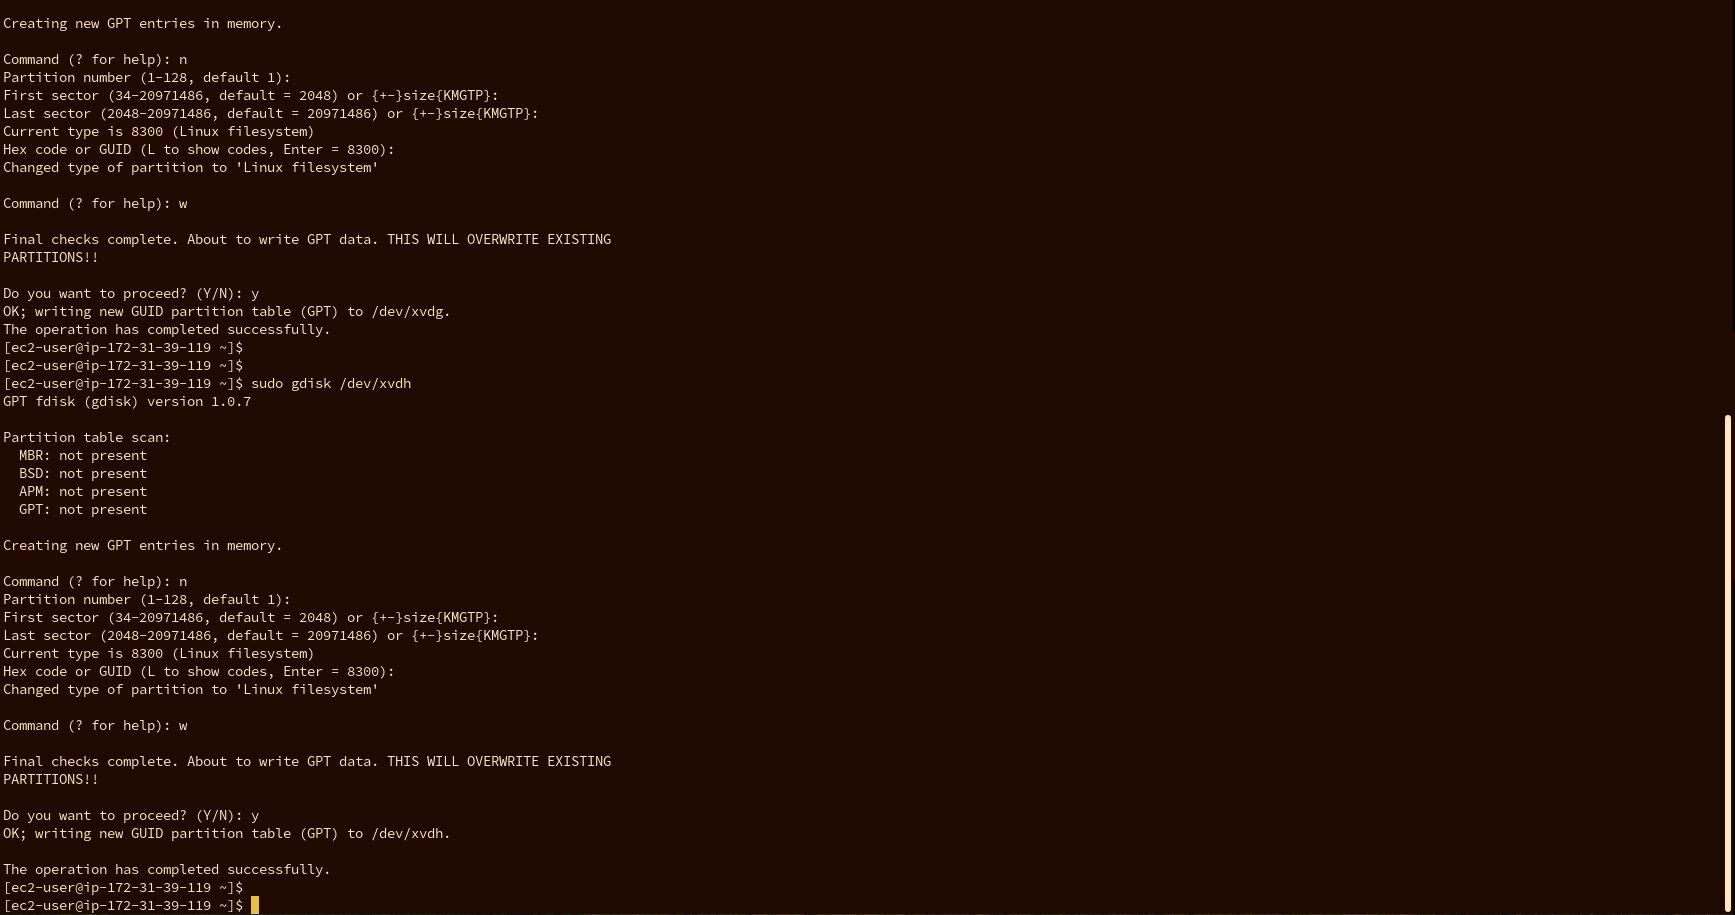 Creating new GPT entries in memory.
Command (? for help): n
Partition number (1-128, default 1):
First sector (34-20971486, default = 2048) or {+-}size{KMGTP}:
Last sector (2048-20971486, default = 20971486) or {+-}size{KMGTP}:
Current type is 8300 (Linux filesystem)
Hex code or GUID (L to show codes, Enter = 8300):
Changed type of partition to 'Linux filesystem'
Command (? for help): w
Final checks complete. About to write GPT data. THIS WILL OVERWRITE EXISTING
PARTITIONS!!
Do you want to proceed? (Y/N): y
OK; writing new GUID partition table (GPT) to /dev/xvdg.
The operation has completed successfully.
[ec2-user@ip-172-31-39-119 ~]$
[ec2-user@ip-172-31-39-119 ~]$
[ec2-user@ip-172-31-39-119 ~]$ sudo gdisk /dev/xvdh
GPT fdisk (gdisk) version 1.0.7
Partition table scan:
  MBR: not present
  BSD: not present
  APM: not present
  GPT: not present
Creating new GPT entries in memory.
Command (? for help): n
Partition number (1-128, default 1):
First sector (34-20971486, default = 2048) or {+-}size{KMGTP}:
Last sector (2048-20971486, default = 20971486) or {+-}size{KMGTP}:
Current type is 8300 (Linux filesystem)
Hex code or GUID (L to show codes, Enter = 8300):
Changed type of partition to 'Linux filesystem'
Command (? for help): w
Final checks complete. About to write GPT data. THIS WILL OVERWRITE EXISTING
PARTITIONS!!
Do you want to proceed? (Y/N): y
OK; writing new GUID partition table (GPT) to /dev/xvdh.
The operation has completed successfully.
[ec2-user@ip-172-31-39-119 ~]$
[ec2-user@ip-172-31-39-119 ~]$